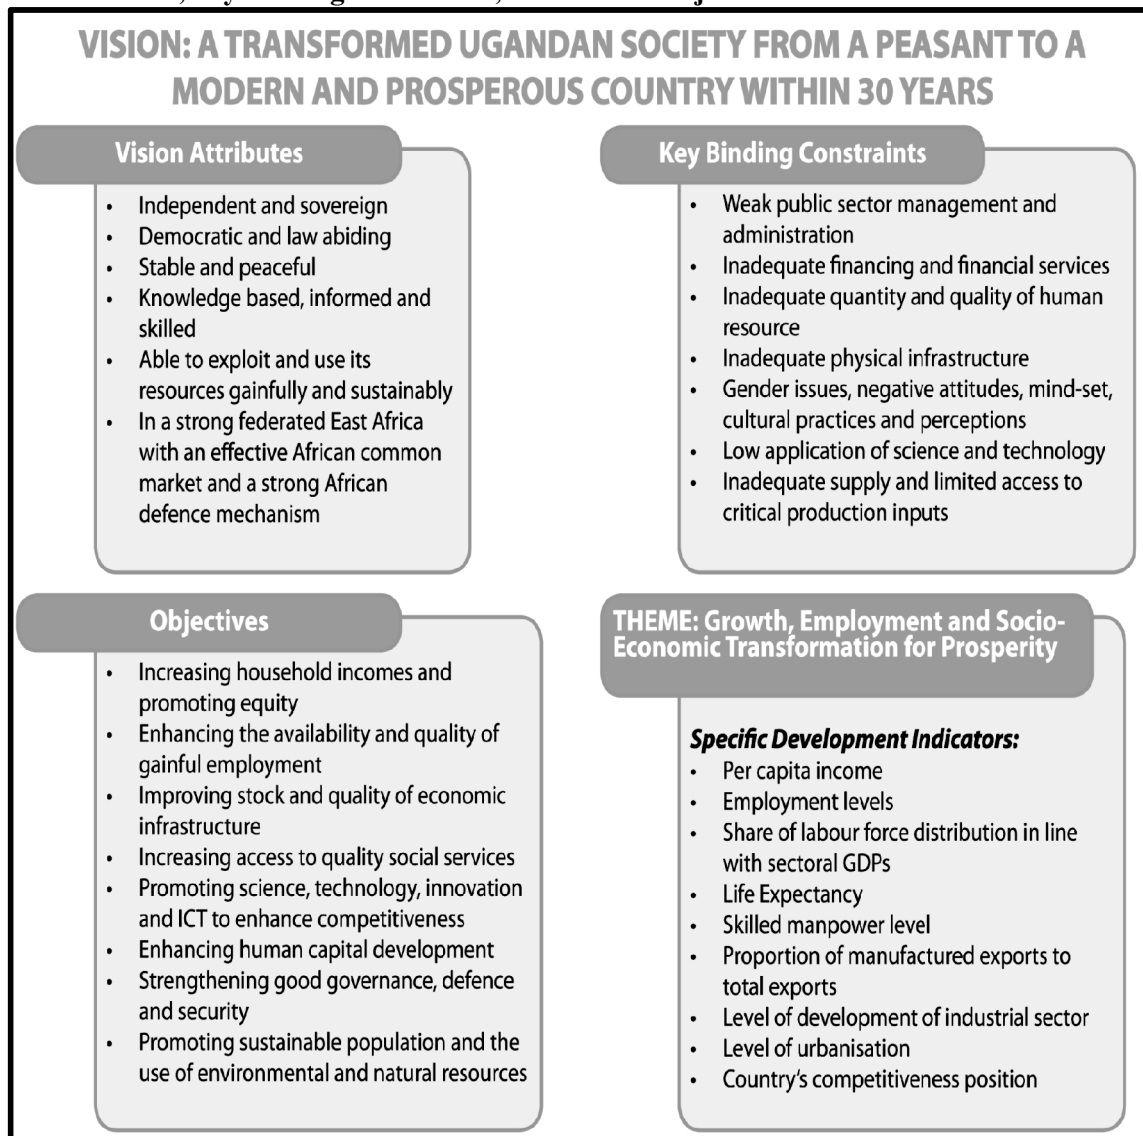 VISION: A TRANSFORMED UGANDAN SOCIETY FROM A PEASANT TO A
MODERN AND PROSPEROUS COUNTRY WITHIN 30 YEARS
Vision Attributes
• Independent and sovereign
• Democratic and law abiding
• Stable and peaceful
• Knowledge based, informed and
skilled
• Able to exploit and use its
resources gainfully and sustainably
• In a strong federated East Africa
with an effective African common
market and a strong African
defence mechanism
Key Binding Constraints
• Weak public sector management and
administration
• Inadequate financing and financial services
• Inadequate quantity and quality of human
resource
• Inadequate physical infrastructure
• Gender issues, negative attitudes, mind-set,
cultural practices and perceptions
• Low application of science and technology
• Inadequate supply and limited access to
critical production inputs
Objectives
• Increasing household incomes and
promoting equity
• Enhancing the availability and quality of
gainful employment
• Improving stock and quality of economic
infrastructure
• Increasing access to quality social services
• Promoting science, technology, innovation
and ICT to enhance competitiveness
• Enhancing human capital development
• Strengthening good governance, defence
and security
• Promoting sustainable population and the
use of environmental and natural resources
THEME: Growth, Employment and Socio-
Economic Transformation for Prosperity
Specific Development Indicators:
• Per capita income
• Employment levels
• Share of labour force distribution in line
with sectoral GDPs
• Life Expectancy
• Skilled manpower level
• Proportion of manufactured exports to
total exports
• Level of development of industrial sector
• Level of urbanisation
• Country's competitiveness position